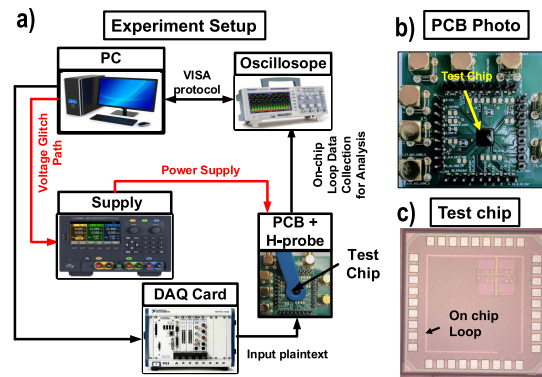 a)
Experiment Setup
PC
VISA
protocol
Oscillosope
Voltage Glitch
Path
Power Supply
On-chip
Loop Data
Collection
for Analysis
Supply
PCB +
H-probe
Test
Chip
DAQ Card
Input plaintext
b)
PCB Photo
Test Chip
c)
Test chip
On chip
Loop